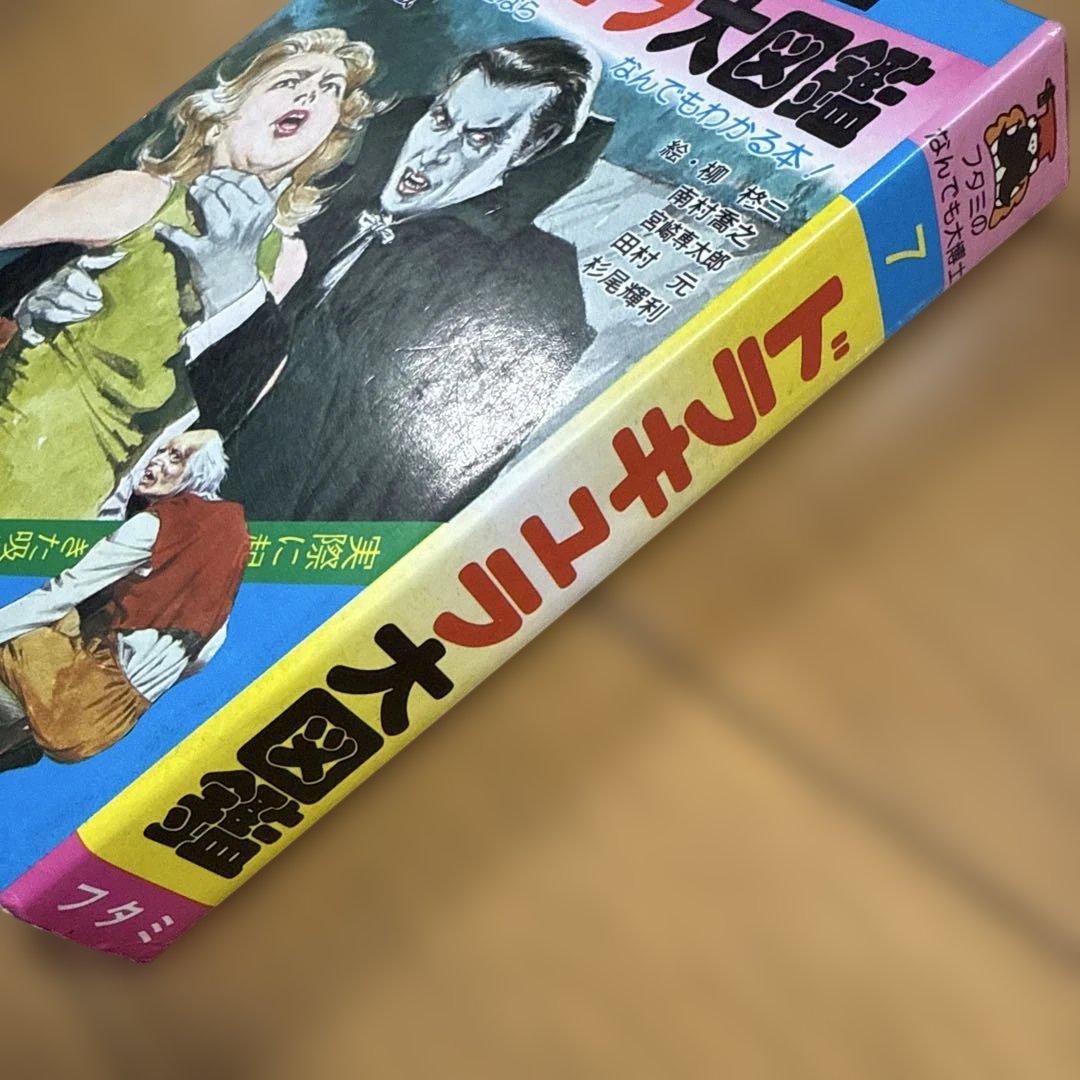 大図鑑
なんでもわかる本!
絵・柳 柊二
南村喬之
宮崎専太郎
田村 元
杉尾輝利
実際に起
きた吸
フタミの
なんでも大博士
7
ドラキュラ大図鑑
フタミ